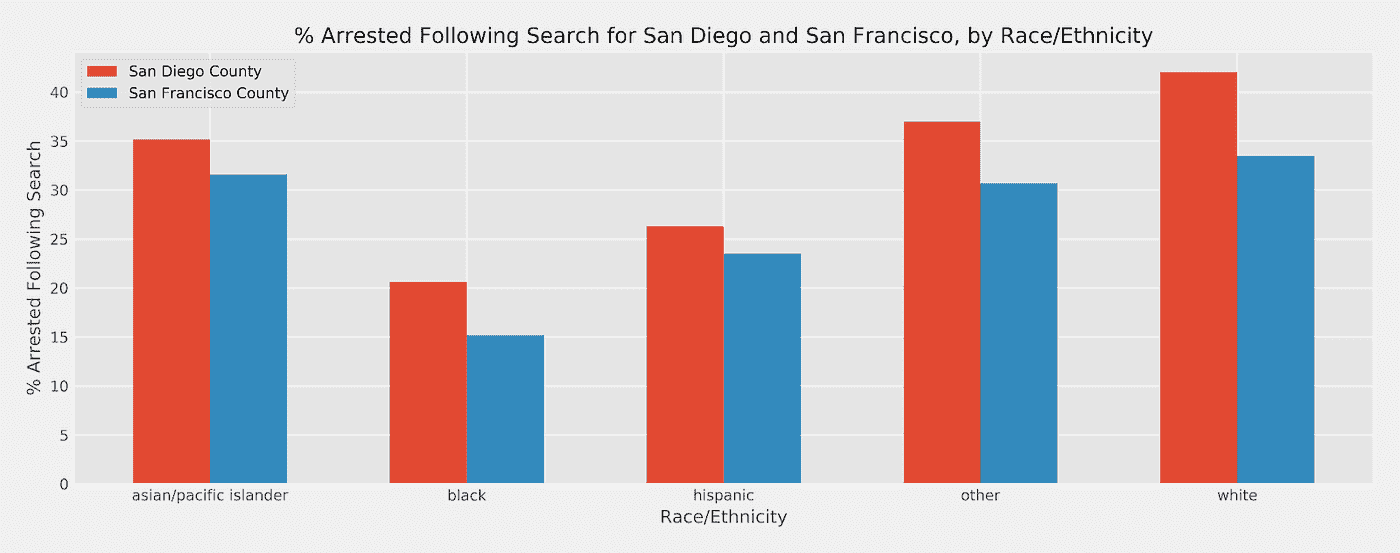 % Arrested Following Search for San Diego and San Francisco, by Race/Ethnicity
San Diego County
San Francisco County
% Arrested Following Search
40
35
30
25
20
15
10
5
0
asian/pacific islander
black
hispanic
other
white
Race/Ethnicity